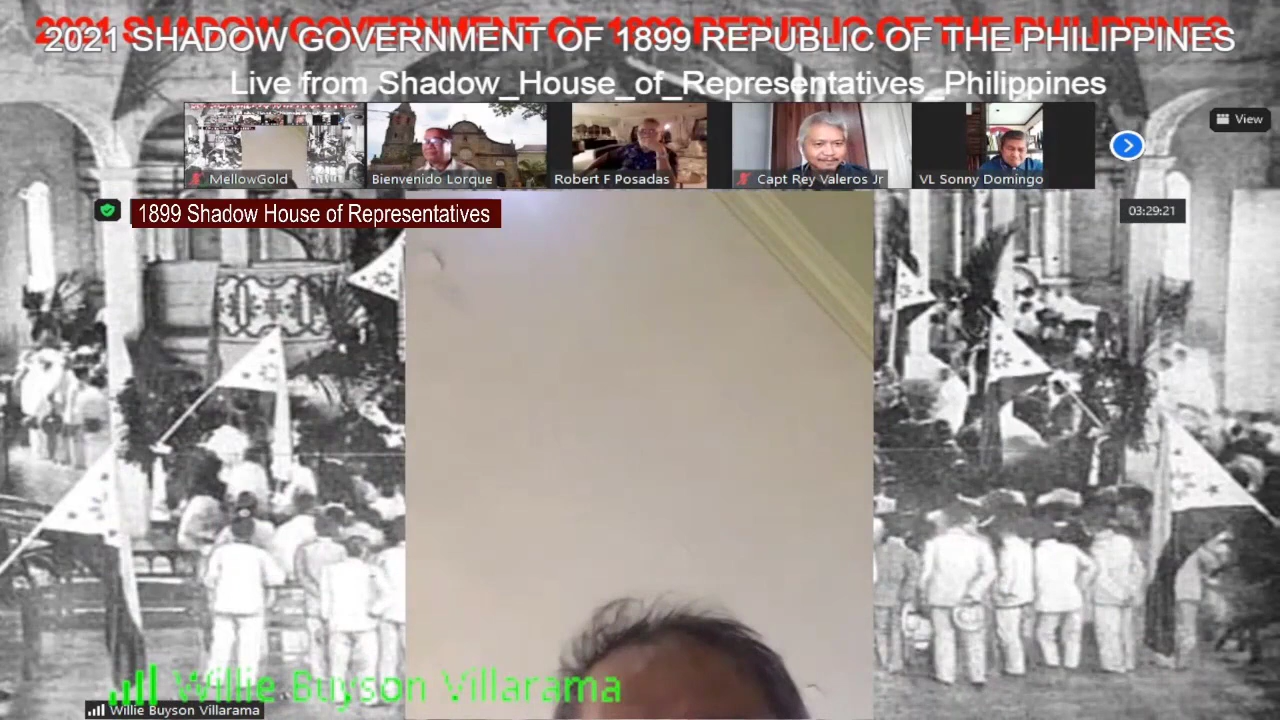 2021 SHADOW GOVERNMENT OF 1899 REPUBLIC OF THE PHILIPPINES
Live from Shadow_House_of_Representatives_Philippines
View
MellowGold
Bienvenido Lorque
Robert F Posadas
Capt Rey Valeros Jr
VL Sonny Domingo
1899 Shadow House of Representatives
03:29:21
Willie Buyson Villarama
Willie Buyson Villarama